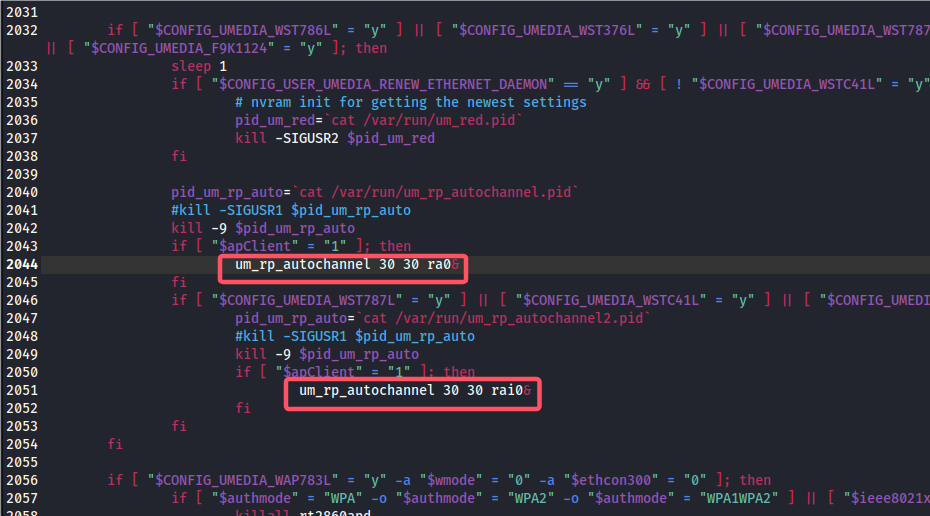 2031
2032 if [ "$CONFIG_UMEDIA_WST786L" = "y" ] || [ "$CONFIG_UMEDIA_WST376L" = "y" ] || [ "$CONFIG_UMEDIA_WST787
|| [ "$CONFIG_UMEDIA_F9K1124" = "y" ]; then
2033 sleep 1
2034 if [ "$CONFIG_USER_UMEDIA_RENEW_ETHERNET_DAEMON" == "y" ] && [ ! "$CONFIG_UMEDIA_WSTC41L" = "y"
2035 # nvram init for getting the newest settings
2036 pid_um_red=`cat /var/run/um_red.pid`
2037 kill -SIGUSR2 $pid_um_red
2038 fi
2039
2040 pid_um_rp_auto=`cat /var/run/um_rp_autochannel.pid`
2041 #kill -SIGUSR1 $pid_um_rp_auto
2042 kill -9 $pid_um_rp_auto
2043 if [ "$apClient" = "1" ]; then
2044 um_rp_autochannel 30 30 ra0&
2045 fi
2046 if [ "$CONFIG_UMEDIA_WST787L" = "y" ] || [ "$CONFIG_UMEDIA_WSTC41L" = "y" ] || [ "$CONFIG_UMEDI
2047 pid_um_rp_auto=`cat /var/run/um_rp_autochannel2.pid`
2048 #kill -SIGUSR1 $pid_um_rp_auto
2049 kill -9 $pid_um_rp_auto
2050 if [ "$apClient" = "1" ]; then
2051 um_rp_autochannel 30 30 rai0&
2052 fi
2053 fi
2054 fi
2055
2056 if [ "$CONFIG_UMEDIA_WAP783L" = "y" -a "$wmode" = "0" -a "$ethcon300" = "0" ]; then
2057 if [ "$authmode" = "WPA" -o "$authmode" = "WPA2" -o "$authmode" = "WPA1WPA2" ] || [ "$ieee8021x
2058 killall rt2860apd